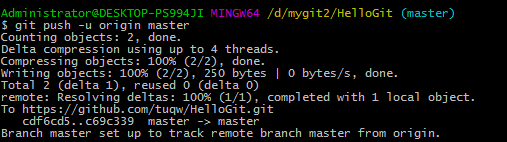 Administrator@DESKTOP-PS994JI MINGW64 /d/mygit2/HelloGit (master)
$ git push -u origin master
Counting objects: 2, done.
Delta compression using up to 4 threads.
Compressing objects: 100% (2/2), done.
Writing objects: 100% (2/2), 250 bytes | 0 bytes/s, done.
Total 2 (delta 1), reused 0 (delta 0)
remote: Resolving deltas: 100% (1/1), completed with 1 local object.
To https://github.com/tuqw/HelloGit.git
   cdf6cd5..c69c339  master -> master
Branch master set up to track remote branch master from origin.